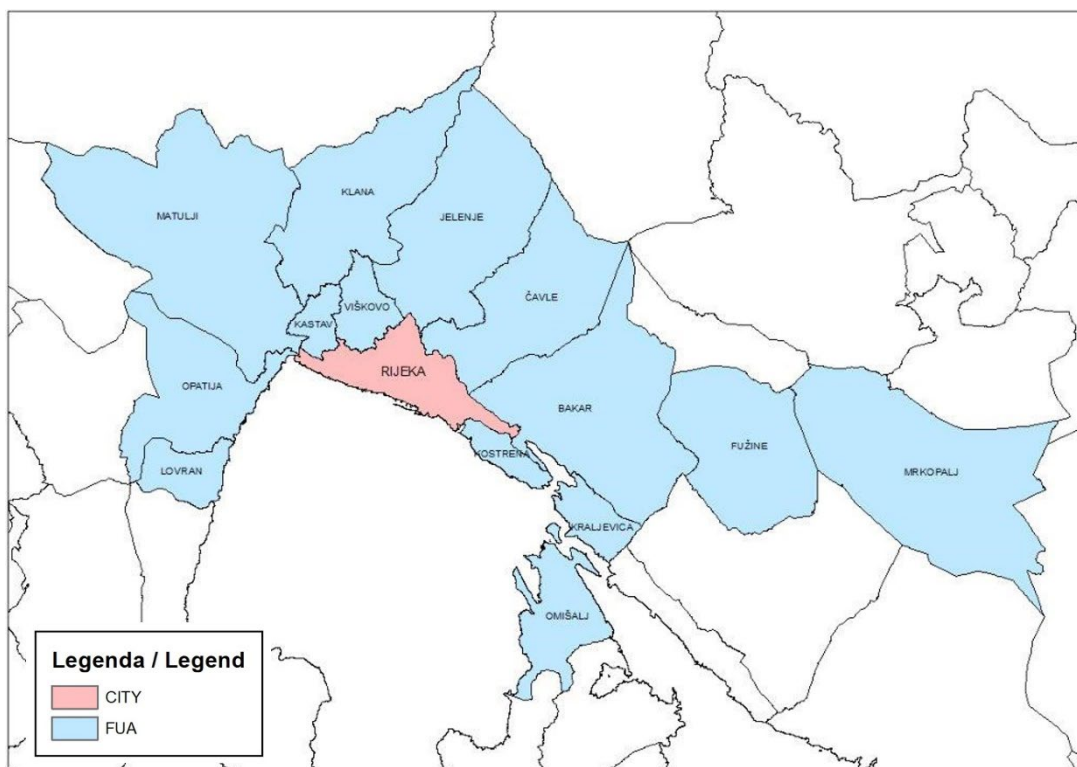 KLANA
MATULJI
JELENJE
ČAVLE
VIŠKOVO
KASTAV
RIJEKA
OPATIJA
BAKAR
FUŽINE
KOSTRENA
LOVRAN
MRKOPALJ
KRALJEVICA
OMIŠALJ
Legenda / Legend
CITY
FUA